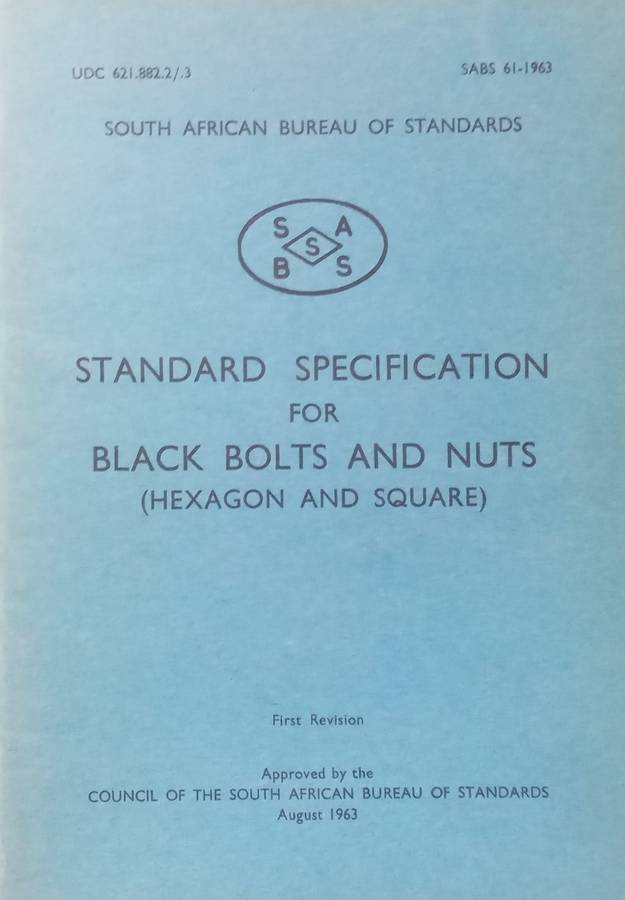 UDC 621.882.2/.3
SABS 61-1963
SOUTH AFRICAN BUREAU OF STANDARDS
S A
S
B S
STANDARD SPECIFICATION
FOR
BLACK BOLTS AND NUTS
(HEXAGON AND SQUARE)
First Revision
Approved by the
COUNCIL OF THE SOUTH AFRICAN BUREAU OF STANDARDS
August 1963